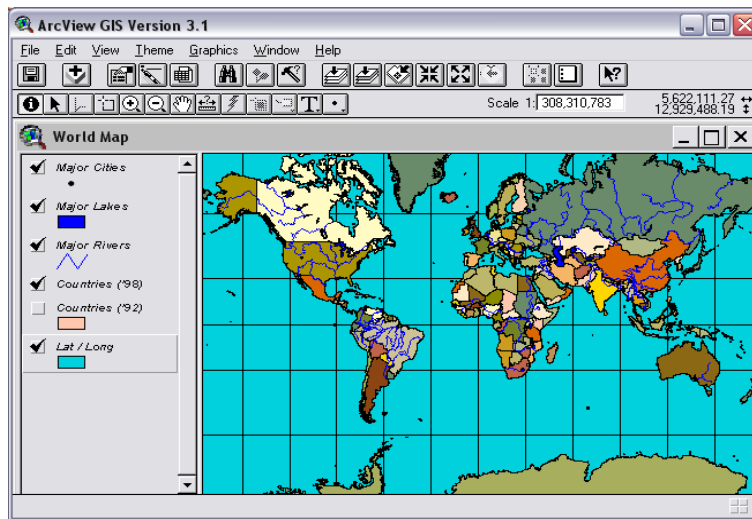 ArcView GIS Version 3.1
File Edit View Theme Graphics Window Help
Scale 1: 308,310,783 5,622,111.27
12,929,488.19
World Map
Major Cities
Major Lakes
Major Rivers
Countries ('98)
Countries ('92)
Lat / Long